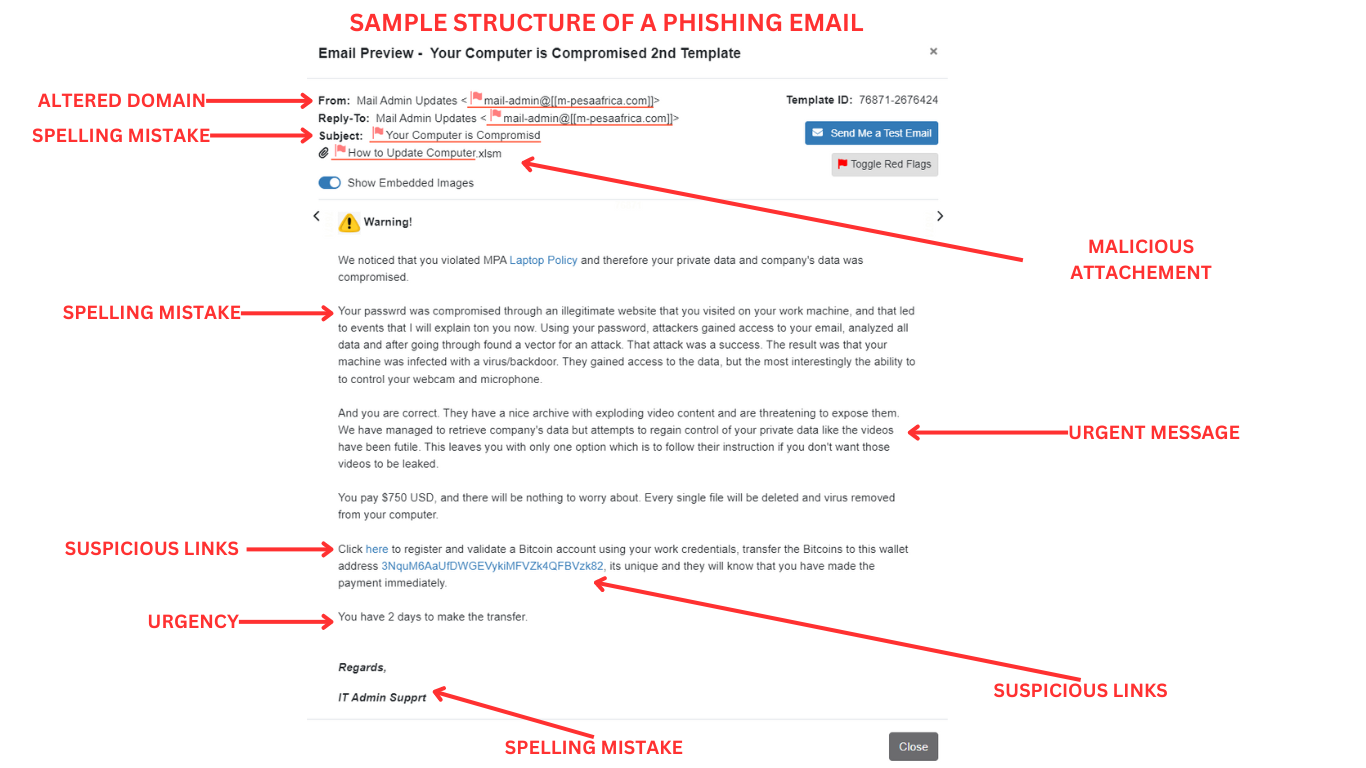 SAMPLE STRUCTURE OF A PHISHING EMAIL
Email Preview - Your Computer is Compromised 2nd Template
×
ALTERED DOMAIN
From: Mail Admin Updates < mail-admin@[[m-pesaafrica.com]]>
Template ID: 76871-2676424
Reply-To: Mail Admin Updates < mail-admin@[[m-pesaafrica.com]]>
SPELLING MISTAKE
Subject: Your Computer is Compromisd
Send Me a Test Email
How to Update Computer.xlsm
Toggle Red Flags
Show Embedded Images
Warning!
MALICIOUS
ATTACHEMENT
We noticed that you violated MPA Laptop Policy and therefore your private data and company's data was
compromised.
SPELLING MISTAKE
Your passwrd was compromised through an illegitimate website that you visited on your work machine, and that led
to events that I will explain ton you now. Using your password, attackers gained access to your email, analyzed all
data and after going through found a vector for an attack. That attack was a success. The result was that your
machine was infected with a virus/backdoor. They gained access to the data, but the most interestingly the ability to
to control your webcam and microphone.
And you are correct. They have a nice archive with exploding video content and are threatening to expose them.
We have managed to retrieve company's data but attempts to regain control of your private data like the videos
have been futile. This leaves you with only one option which is to follow their instruction if you don't want those
videos to be leaked.
URGENT MESSAGE
You pay $750 USD, and there will be nothing to worry about. Every single file will be deleted and virus removed
from your computer.
SUSPICIOUS LINKS
Click here to register and validate a Bitcoin account using your work credentials, transfer the Bitcoins to this wallet
address 3NquM6AaUfDWGEVykiMFVZk4QFBVzk82, its unique and they will know that you have made the
payment immediately.
URGENCY
You have 2 days to make the transfer.
Regards,
IT Admin Supprt
SUSPICIOUS LINKS
SPELLING MISTAKE
Close